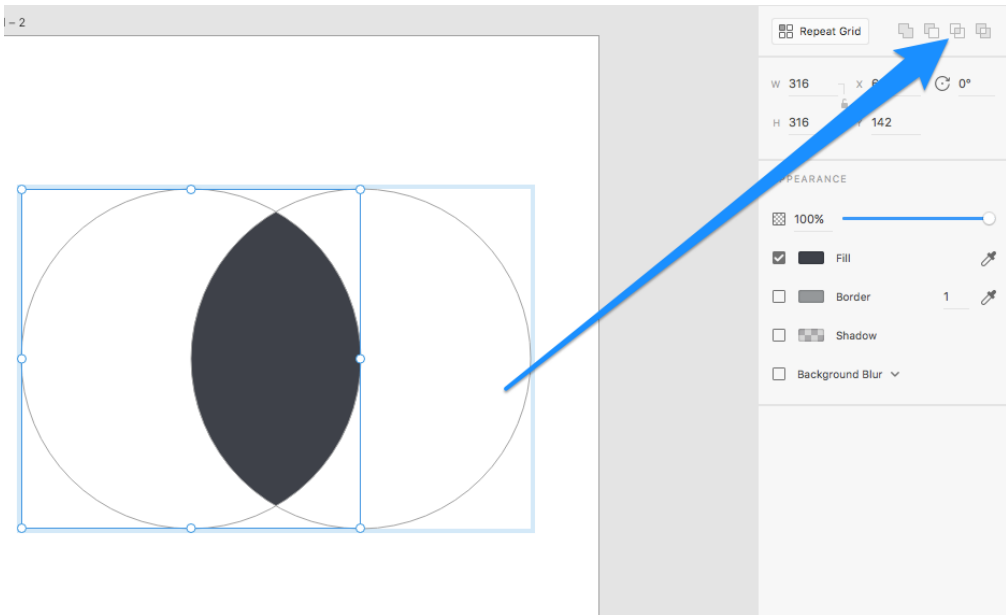 – 2
Repeat Grid
W 316 X 0°
H 316 142
PEARANCE
100%
Fill
Border 1
Shadow
Background Blur